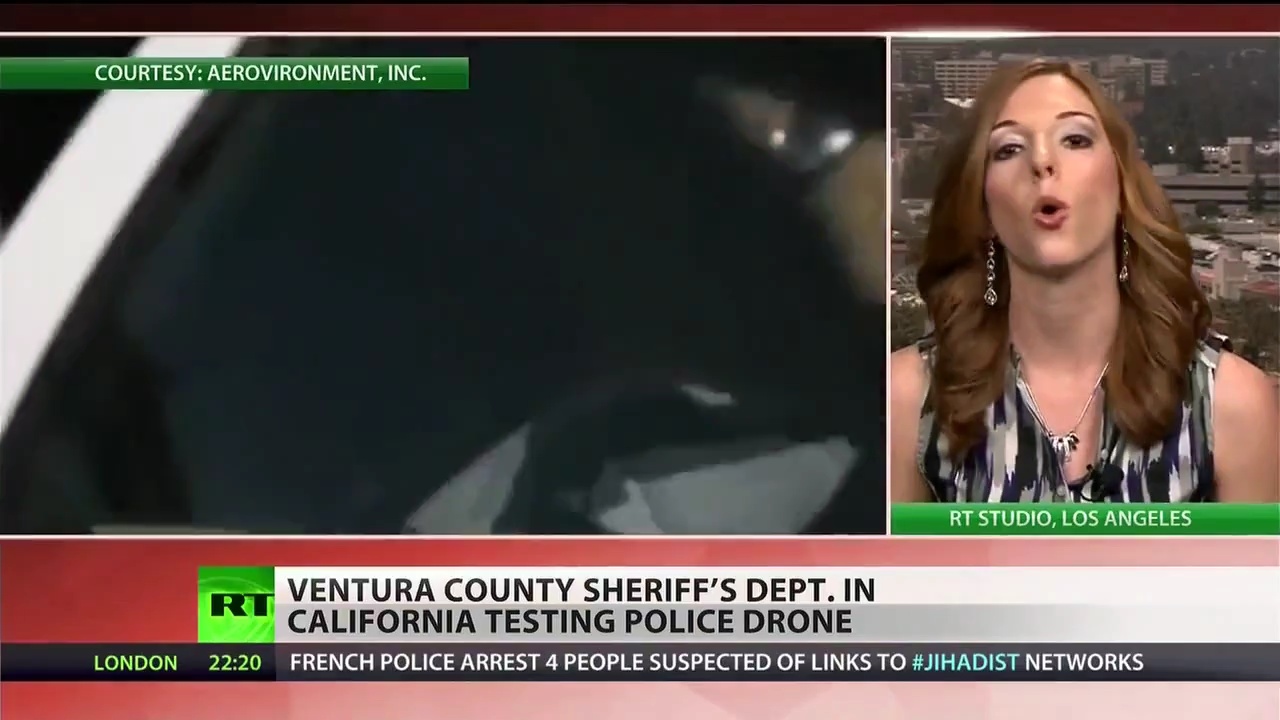 COURTESY: AEROVIRONMENT, INC.
RT STUDIO, LOS ANGELES
RT
VENTURA COUNTY SHERIFF'S DEPT. IN
CALIFORNIA TESTING POLICE DRONE
LONDON 22:20 FRENCH POLICE ARREST 4 PEOPLE SUSPECTED OF LINKS TO #JIHADIST NETWORKS